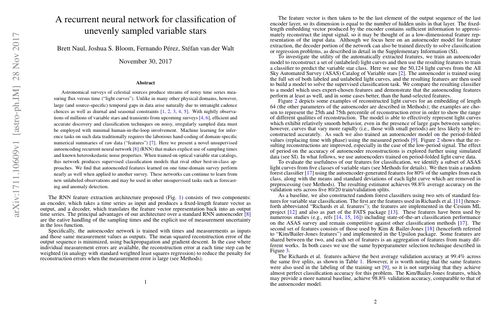 arXiv:1711.10609v1 [astro-ph.IM] 28 Nov 2017
A recurrent neural network for classification of
unevenly sampled variable stars
Brett Naul, Joshua S. Bloom, Fernando Pérez, Stéfan van der Walt
November 30, 2017
Abstract
Astronomical surveys of celestial sources produce streams of noisy time series measuring
flux versus time ("light curves"). Unlike in many other physical domains, however,
large (and source-specific) temporal gaps in data arise naturally due to intranight cadence
choices as well as diurnal and seasonal constraints
With nightly observations
of millions of variable stars and transients from upcoming surveys
efficient and
accurate discovery and classification techniques on noisy, irregularly sampled data must
be employed with minimal human-in-the-loop involvement. Machine learning for inference
tasks on such data traditionally requires the laborious hand-coding of domain-specific
numerical summaries of raw data ("features")
Here we present a novel unsupervised
autoencoding recurrent neural network
(RNN) that makes explicit use of sampling times
and known heteroskedastic noise properties. When trained on optical variable star catalogs,
this network produces supervised classification models that rival other best-in-class approaches.
We find that autoencoded features learned on one time-domain survey perform
nearly as well when applied to another survey. These networks can continue to learn from
new unlabeled observations and may be used in other unsupervised tasks such as forecasting
and anomaly detection.
The RNN feature extraction architecture proposed (Fig. 1) consists of two components:
an encoder, which takes a time series as input and produces a fixed-length feature vector as
output, and a decoder, which translates the feature vector representation back into an output
time series. The principal advantages of our architecture over a standard RNN autoencoder [8]
are the native handling of the sampling times and the explicit use of measurement uncertainty
in the loss function.
Specifically, the autoencoder network is trained with times and measurements as inputs
and those same measurement values as outputs. The mean squared reconstruction error of the
output sequence is minimized, using backpropagation and gradient descent. In the case where
individual measurement errors are available, the reconstruction error at each time step can be
weighted (in analogy with standard weighted least squares regression) to reduce the penalty for
reconstruction errors when the measurement error is large (see Methods).
1
The feature vector is then taken to be the last element of the output sequence of the last
encoder layer, so its dimension is equal to the number of hidden units in that layer. The fixed-
length embedding vector produced by the encoder contains sufficient information to approximately
reconstruct the input signal, so it may be thought of as a low-dimensional feature
representation of the input data. Although we focus here on an autoencoder model for feature
extraction, the decoder portion of the network can also be trained directly to solve classification
or regression problems, as described in detail in the Supplementary Information (SI).
To investigate the utility of the automatically extracted features, we train an autoencoder
model to reconstruct a set of (unlabeled) light curves and then use the resulting features to train
a classifier to predict the variable star class. Here we use the 50,124 light curves from the All
Sky Automated Survey (ASAS) Catalog of Variable stars [2]. The autoencoder is trained using
the full set of both labeled and unlabeled light curves, and the resulting features are then used
to build a model to solve the supervised classification task. We compare the resulting classifier
to a model which uses expert-chosen features and demonstrate that the autoencoding features
perform at least as well, and in some cases better, than the hand-selected features.
Figure 2 depicts some examples of reconstructed light curves for an embedding of length
64 (the other parameters of the autoencoder are described in Methods); the examples are chosen
to represent the 25th and 75th percentile of the reconstruction error in order to show the range
of different qualities of reconstruction. The model is able to effectively represent light curves
which exhibit relatively smooth behavior, even in the presence of large gaps between samples;
however, curves that vary more rapidly (i.e., those with small periods) are less likely to be reconstructed
accurately. As such we also trained an autoencoder model on the period-folded
values (replacing time with phase) using the measured periods [9]. Figure 2 shows that the resulting
reconstructions are improved, especially in the case of the low-period signal. The effect
of period on the accuracy of autoencoder reconstructions is explored further using simulated
data (see SI). In what follows, we use autoencoders trained on period-folded light curve data.
To evaluate the usefulness of our features for classification, we identify a subset of ASAS
light curves from five classes of variable stars (see Methods for details). We then train a random
forest classifier [17] using the autoencoder-generated features for 80% of the samples from each
class, along with the means and standard deviations of each light curve which are removed in
preprocessing (see Methods). The resulting estimator achieves 98.8% average accuracy on the
validation sets across five 80/20 train/validation splits.
As a baseline, we also constructed random forest classifiers using two sets of standard features
for variable star classification. The first are the features used in Richards et al. [11] (henceforth
abbreviated "Richards et al. features"); the features are implemented in the Cesium ML
project [12] and also as part of the FATS package [13]. These features have been used by
numerous studies (e.g., refs [14, 15, 16]) including state-of-the-art classification performance
on the ASAS survey and remain competitive against other classification methods [17]. The
second set of features consists of those used by Kim & Bailer-Jones [18] (henceforth referred
to "Kim/Bailer-Jones features") and implemented in the Upsilon package. Some features are
shared between the two, and each set of features is an aggregation of features from many different
works. In both cases we use the same hyperparameter selection technique described in
Figure 3.
The Richards et al. features achieve the best average validation accuracy at 99.4% across
the same five splits, as shown in Table 1. However, it is worth noting that the same features
were also used in the labeling of the training set [9], so it is not surprising that they achieve
almost perfect classification accuracy for this problem. The Kim/Bailer-Jones features, which
may provide a more natural baseline, achieve 98.8% validation accuracy, comparable to that
of the autoencoder model.
2